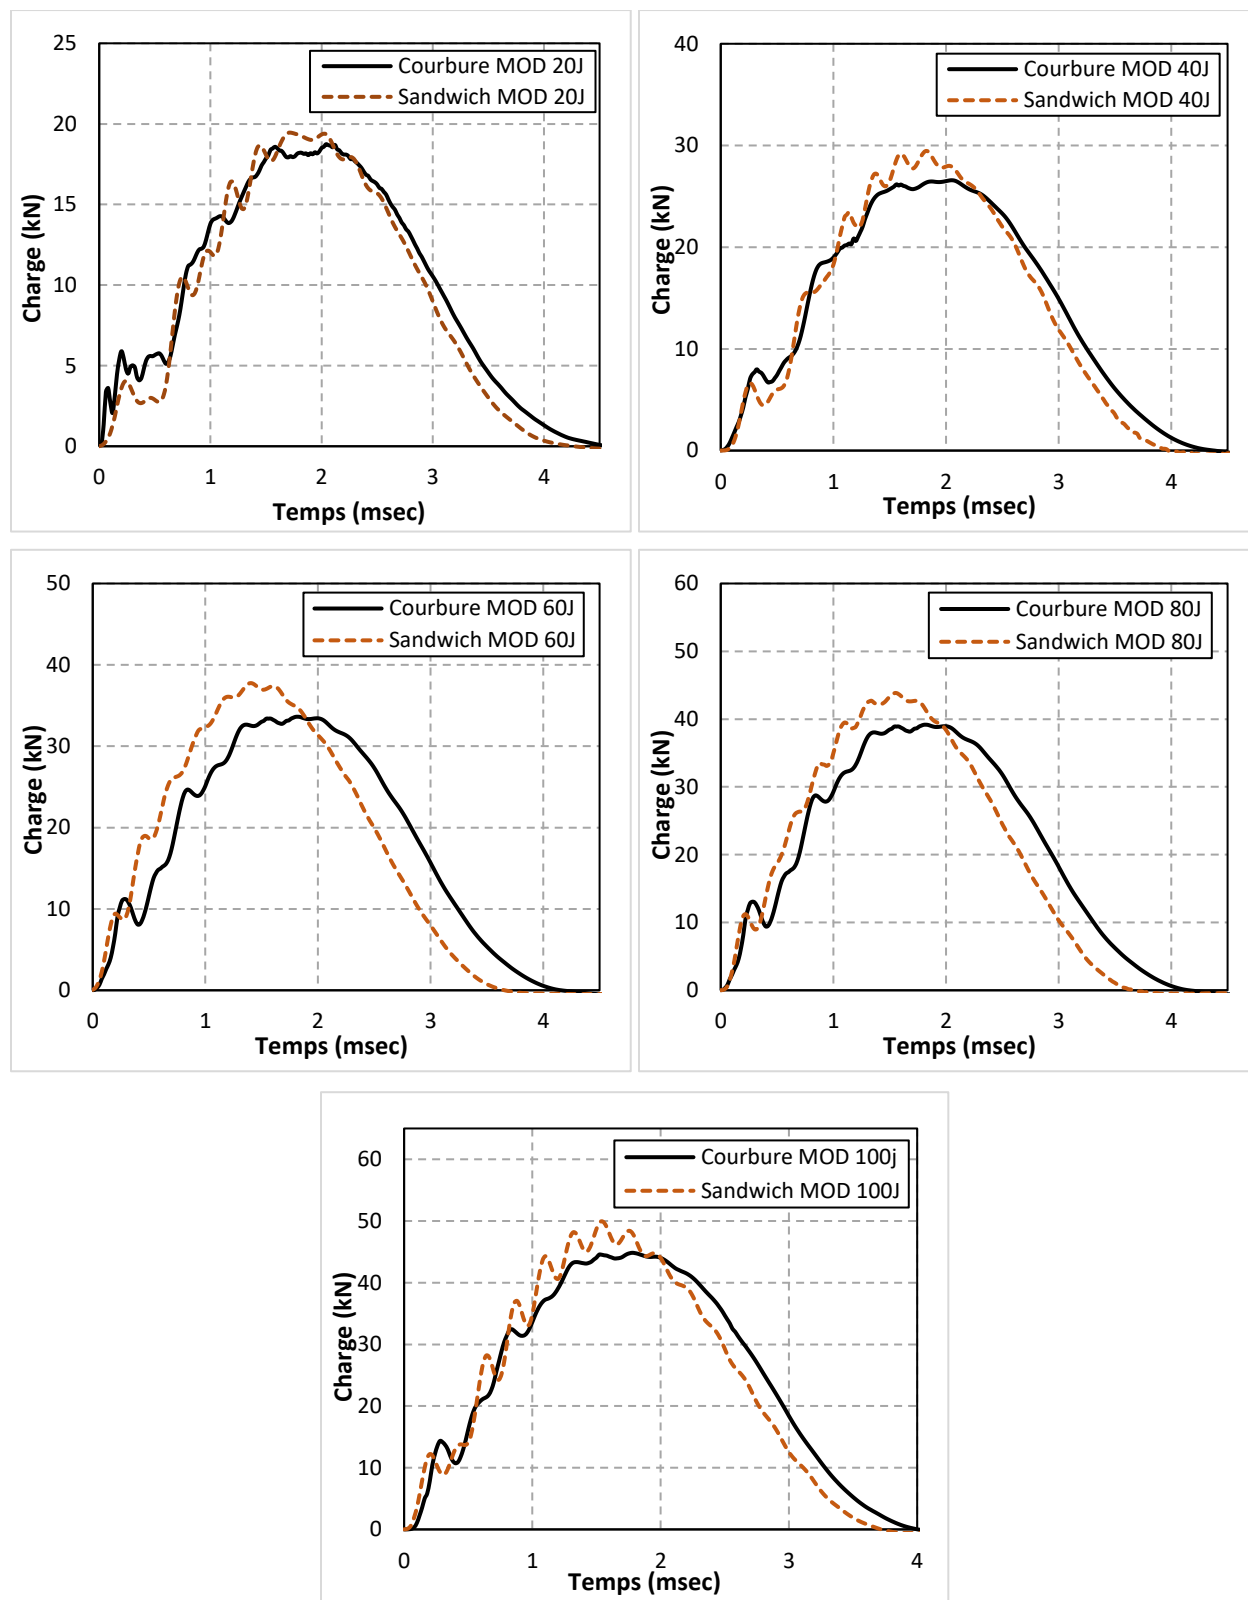 25
20
15
10
5
0
Charge (kN)
Courbure MOD 20J
Sandwich MOD 20J
0 1 2 3 4
Temps (msec)
40
30
20
10
0
Charge (kN)
Courbure MOD 40J
Sandwich MOD 40J
0 1 2 3 4
Temps (msec)
50
40
30
20
10
0
Charge (kN)
Courbure MOD 60J
Sandwich MOD 60J
0 1 2 3 4
Temps (msec)
60
50
40
30
20
10
0
Charge (kN)
Courbure MOD 80J
Sandwich MOD 80J
0 1 2 3 4
Temps (msec)
60
50
40
30
20
10
0
Charge (kN)
Courbure MOD 100j
Sandwich MOD 100J
0 1 2 3 4
Temps (msec)